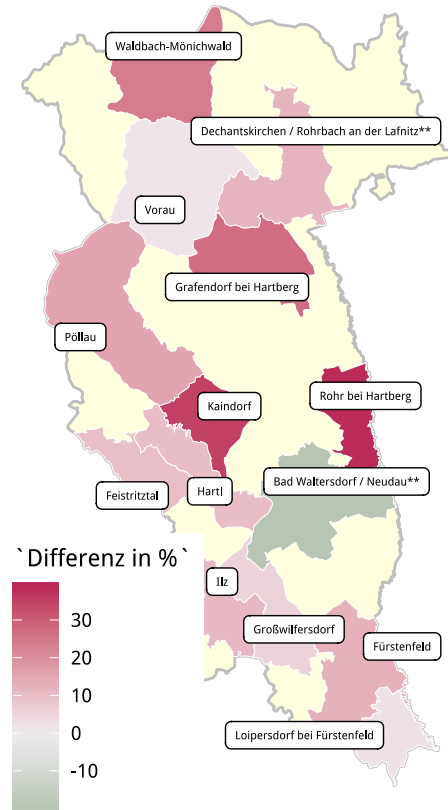 Waldbach-Mönichwald
Dechantskirchen / Rohrbach an der Lafnitz**
Vorau
Grafendorf bei Hartberg
Pöllau
Kaindorf
Rohr bei Hartberg
Bad Waltersdorf / Neudau**
Feistritztal
Hartl
`Differenz in %`
Ilz
30
Großwilfersdorf
20
Fürstenfeld
10
0
Loipersdorf bei Fürstenfeld
-10